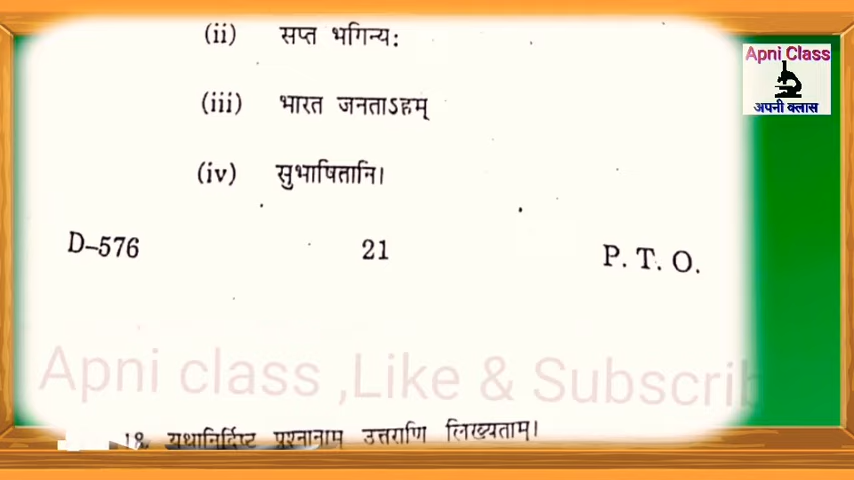 (ii) सप्त भगिन्य:
Apni Class
अपनी क्लास
(iii) भारत जनताऽहम्
(iv) सुभाषितानि।
D–576 21 P. T. O.
Apni class ,Like & Subscrib
18. यथानिर्दिष्ट प्रश्नानाम् उत्तराणि लिख्यताम्।